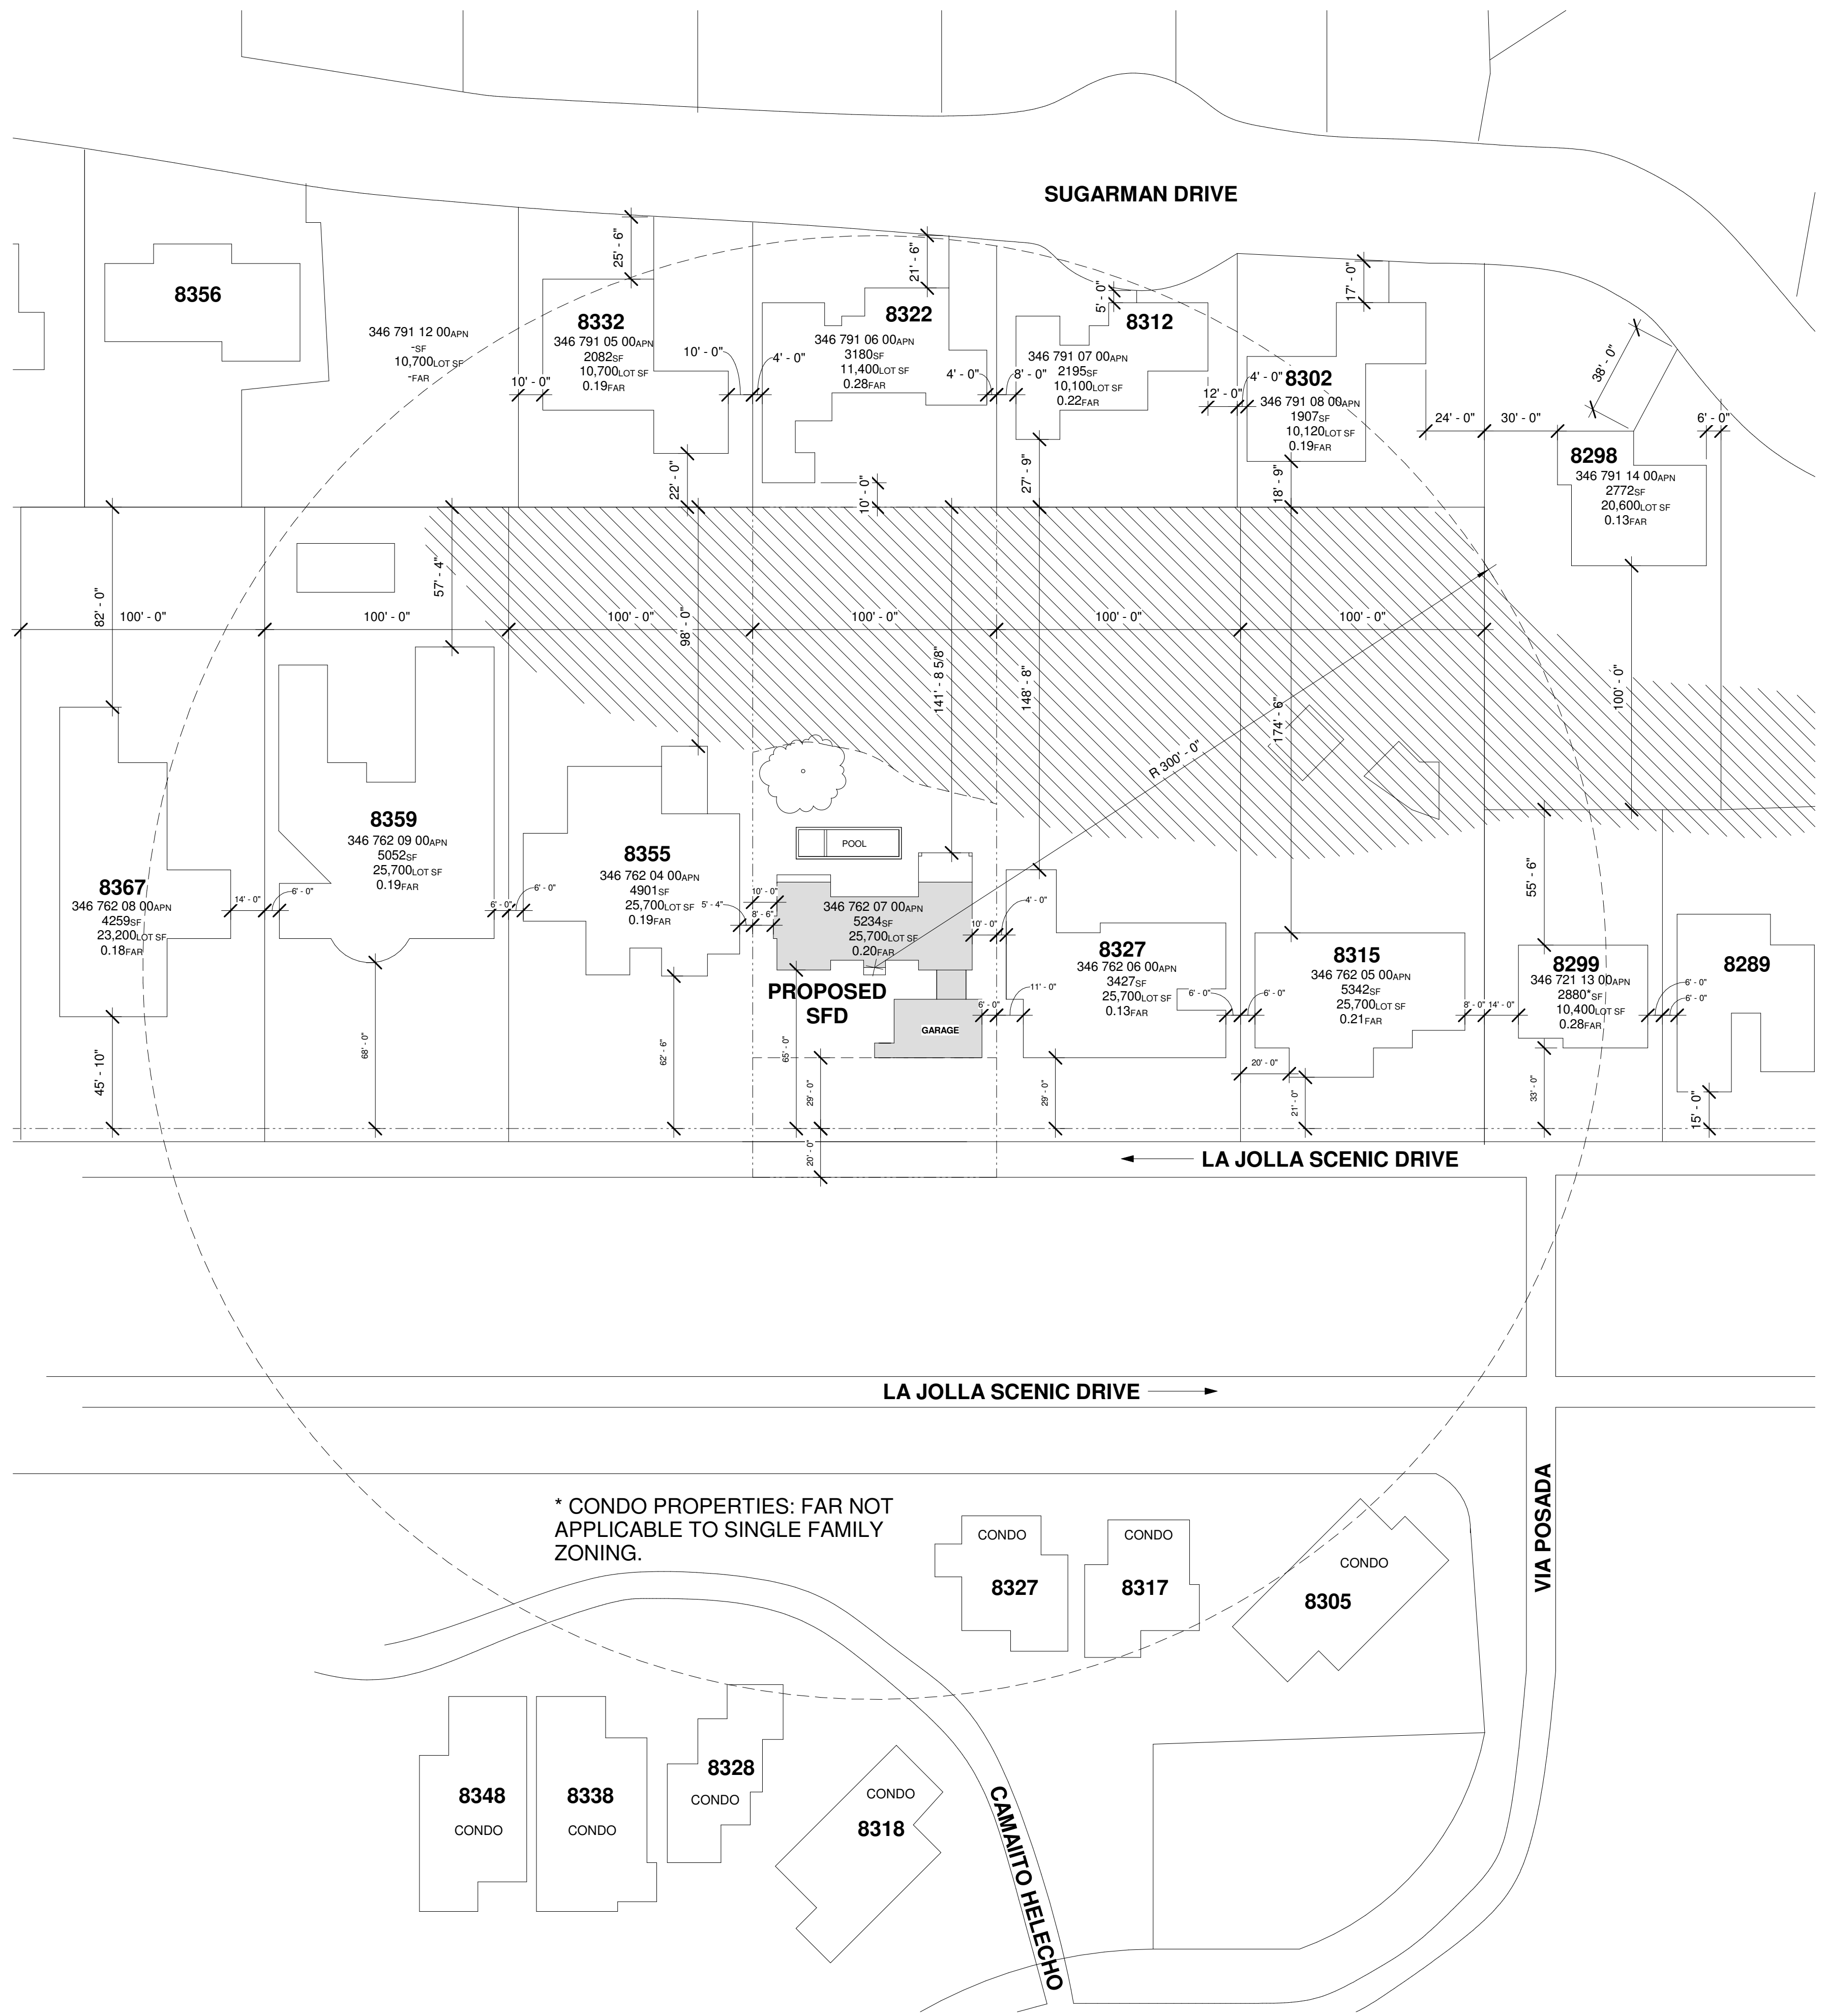 SUGARMAN DRIVE
8356
346 791 12 00APN
-SF
10,700LOT SF
-FAR
25' - 6"
8332
346 791 05 00APN
2082SF
10,700LOT SF
0.19FAR
10' - 0"
10' - 0"
4' - 0"
22' - 0"
21' - 6"
8322
346 791 06 00APN
3180SF
11,400LOT SF
0.28FAR
4' - 0"
8' - 0"
10' - 0"
5' - 0"
8312
346 791 07 00APN
2195SF
10,100LOT SF
0.22FAR
27' - 9"
12' - 0"
4' - 0"
17' - 0"
8302
346 791 08 00APN
1907SF
10,120LOT SF
0.19FAR
18' - 9"
24' - 0"
30' - 0"
38' - 0"
6' - 0"
8298
346 791 14 00APN
2772SF
20,600LOT SF
0.13FAR
82' - 0"
57' - 4"
98' - 0"
141' - 8 5/8"
148' - 8"
174' - 6"
100' - 0"
100' - 0"
100' - 0"
100' - 0"
100' - 0"
100' - 0"
100' - 0"
R 300' - 0"
POOL
8367
346 762 08 00APN
4259SF
23,200LOT SF
0.18FAR
14' - 0"
6' - 0"
8359
346 762 09 00APN
5052SF
25,700LOT SF
0.19FAR
6' - 0"
6' - 0"
8355
346 762 04 00APN
4901SF
25,700LOT SF
0.19FAR
5' - 4"
10' - 0"
8' - 6"
346 762 07 00APN
5234SF
25,700LOT SF
0.20FAR
PROPOSED
SFD
GARAGE
10' - 0"
4' - 0"
6' - 0"
11' - 0"
8327
346 762 06 00APN
3427SF
25,700LOT SF
0.13FAR
6' - 0"
6' - 0"
8315
346 762 05 00APN
5342SF
25,700LOT SF
0.21FAR
8' - 0"
14' - 0"
55' - 6"
8299
346 721 13 00APN
2880*SF
10,400LOT SF
0.28FAR
6' - 0"
6' - 0"
8289
45' - 10"
68' - 0"
62' - 6"
65' - 0"
29' - 0"
20' - 0"
29' - 0"
20' - 0"
21' - 0"
33' - 0"
15' - 0"
LA JOLLA SCENIC DRIVE
LA JOLLA SCENIC DRIVE
VIA POSADA
* CONDO PROPERTIES: FAR NOT
APPLICABLE TO SINGLE FAMILY
ZONING.
CONDO
8327
CONDO
8317
CONDO
8305
8348
CONDO
8338
CONDO
8328
CONDO
CONDO
8318
CAMAIITO HELECHO